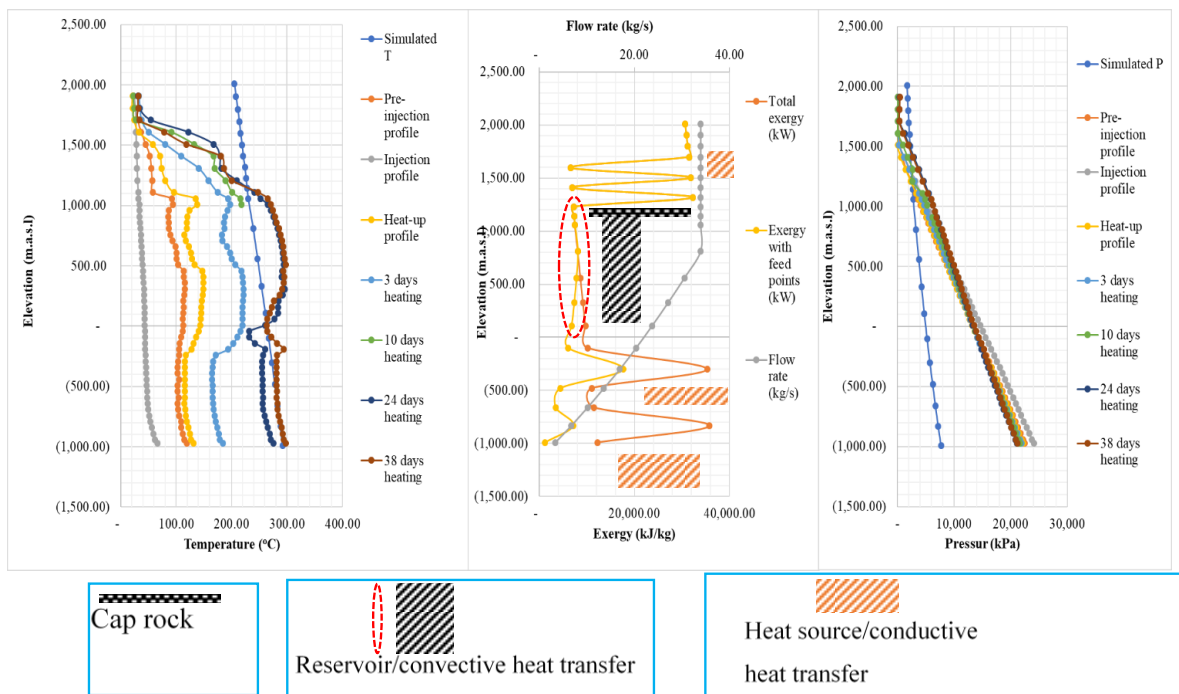 2,500.00
2,000.00
1,500.00
1,000.00
500.00
-
(500.00)
(1,000.00)
(1,500.00)
Elevation (m.a.s.l)
-
100.00
200.00
300.00
400.00
Temperature (°C)
Simulated
T
Pre-
injection
profile
Injection
profile
Heat-up
profile
3 days
heating
10 days
heating
24 days
heating
38 days
heating
Flow rate (kg/s)
-
20.00
40.00
2,500.00
2,000.00
1,500.00
1,000.00
500.00
-
(500.00)
(1,000.00)
(1,500.00)
Elevation (m.a.s.l)
-
20,000.00
40,000.00
Exergy (kJ/kg)
Total
exergy
(kW)
Exergy
with
feed
points
(kW)
Flow
rate
(kg/s)
2,500.00
2,000.00
1,500.00
1,000.00
500.00
-
(500.00)
(1,000.00)
(1,500.00)
Elevation (m.a.s.l)
-
10,000
20,000
30,000
Pressur (kPa)
Simulated P
Pre-
injection
profile
Injection
profile
Heat-up
profile
3 days
heating
10 days
heating
24 days
heating
38 days
heating
Cap rock
Reservoir/convective heat transfer
Heat source/conductive
heat transfer